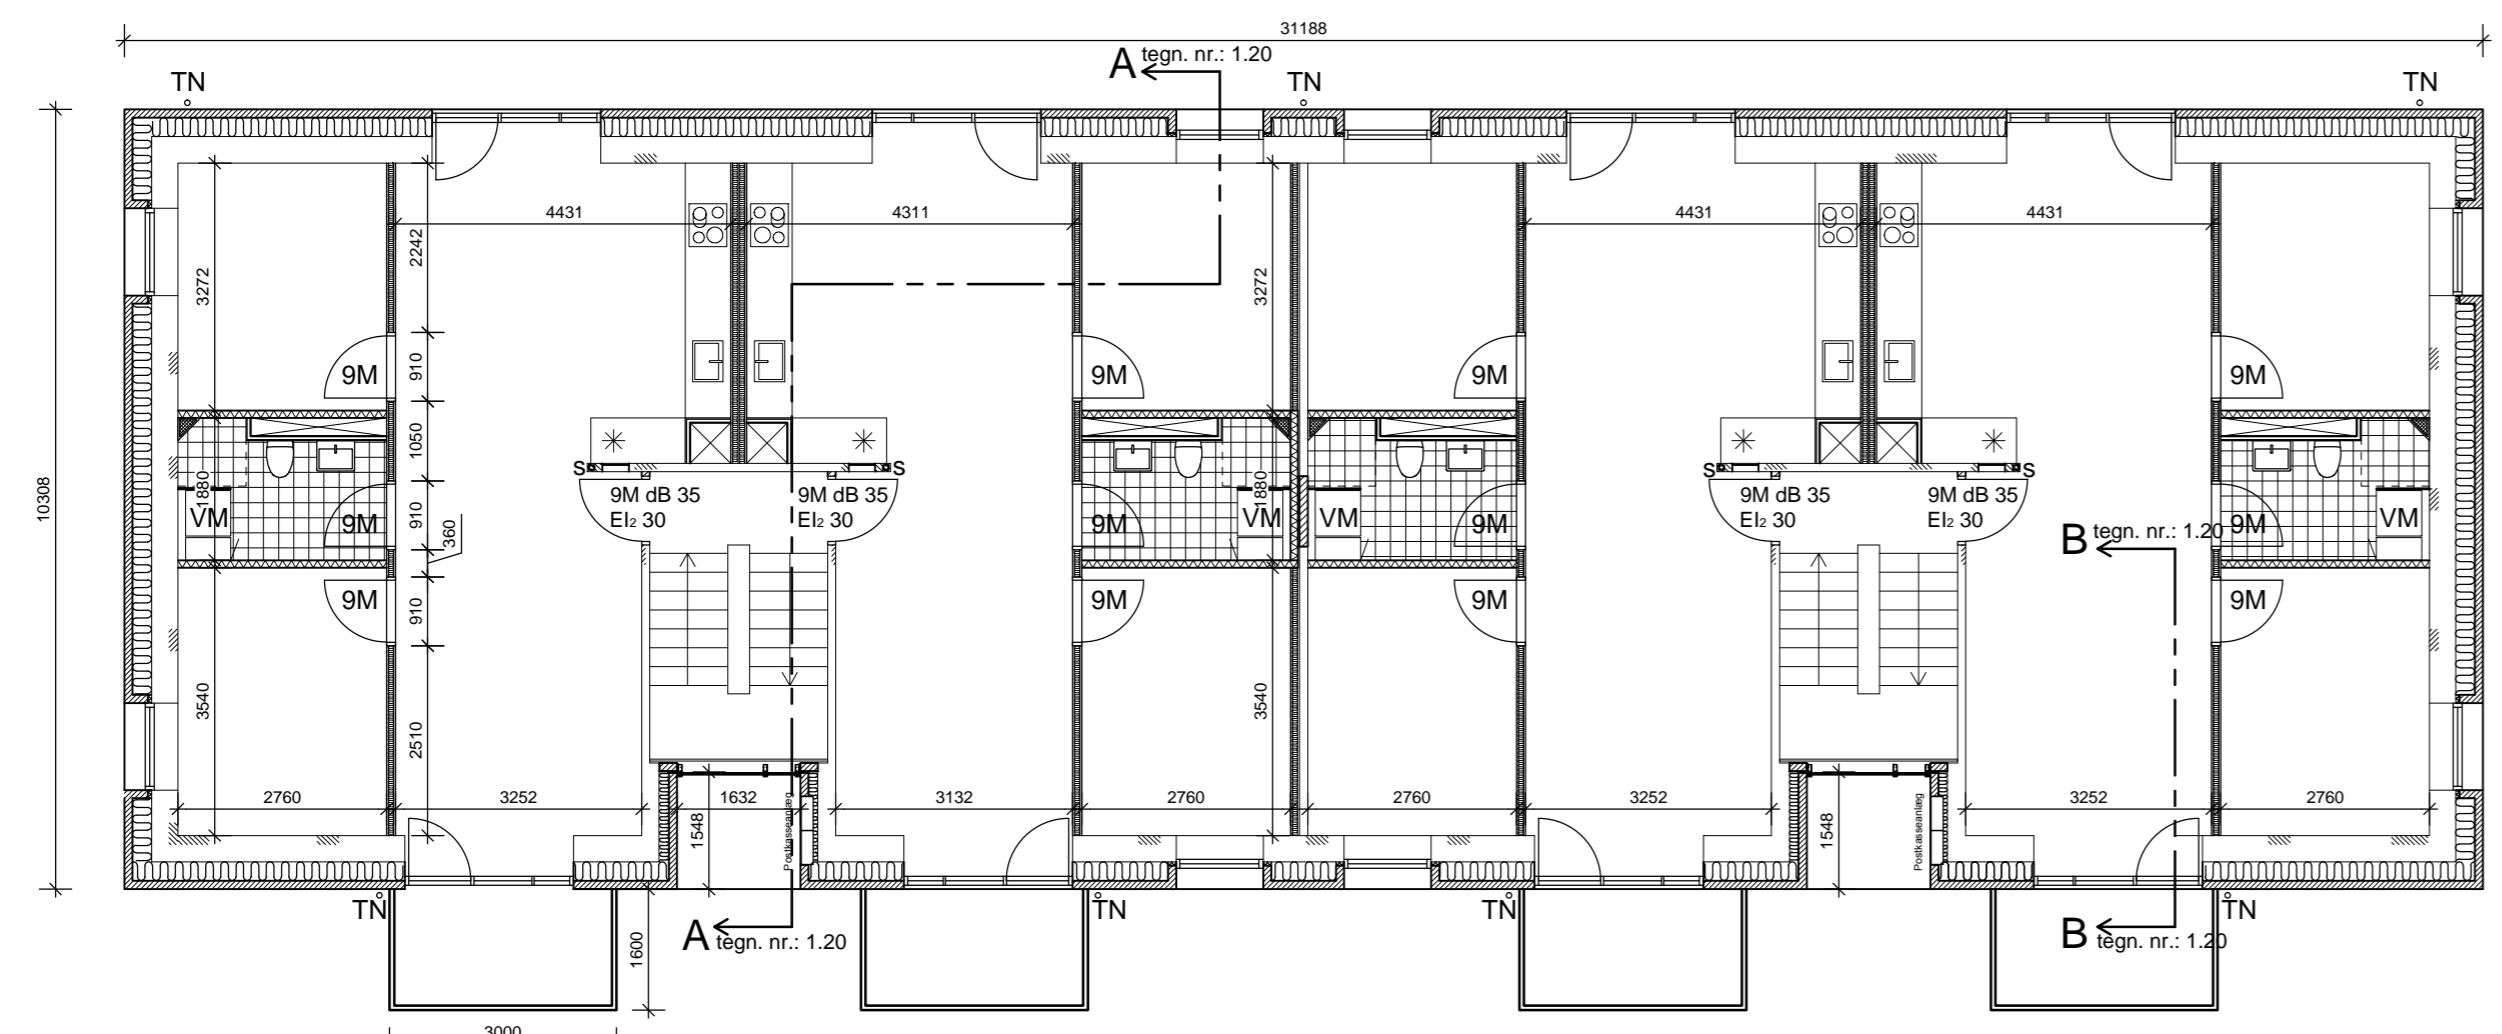 31188
A tegn. nr.: 1.20
TN TN TN
4431 4311 4431 4431
2242
3272 3272
10308
910
9M 9M 9M 9M
1050
S S S S
9M dB 35 9M dB 35 9M dB 35 9M dB 35
EI2 30 EI2 30 EI2 30 EI2 30
1880 1880
VM VM VM VM
9M 9M 9M 9M
910
360
B tegn. nr.: 1.20
9M 9M 9M 9M
910
3540 3540
2510
2760 3252 1632 3132 2760 2760 3252 3252 2760
1548 1548
Postkasseanlæg Postkasseanlæg
TN TN TN TN
A tegn. nr.: 1.20
B tegn. nr.: 1.20
1600
3000